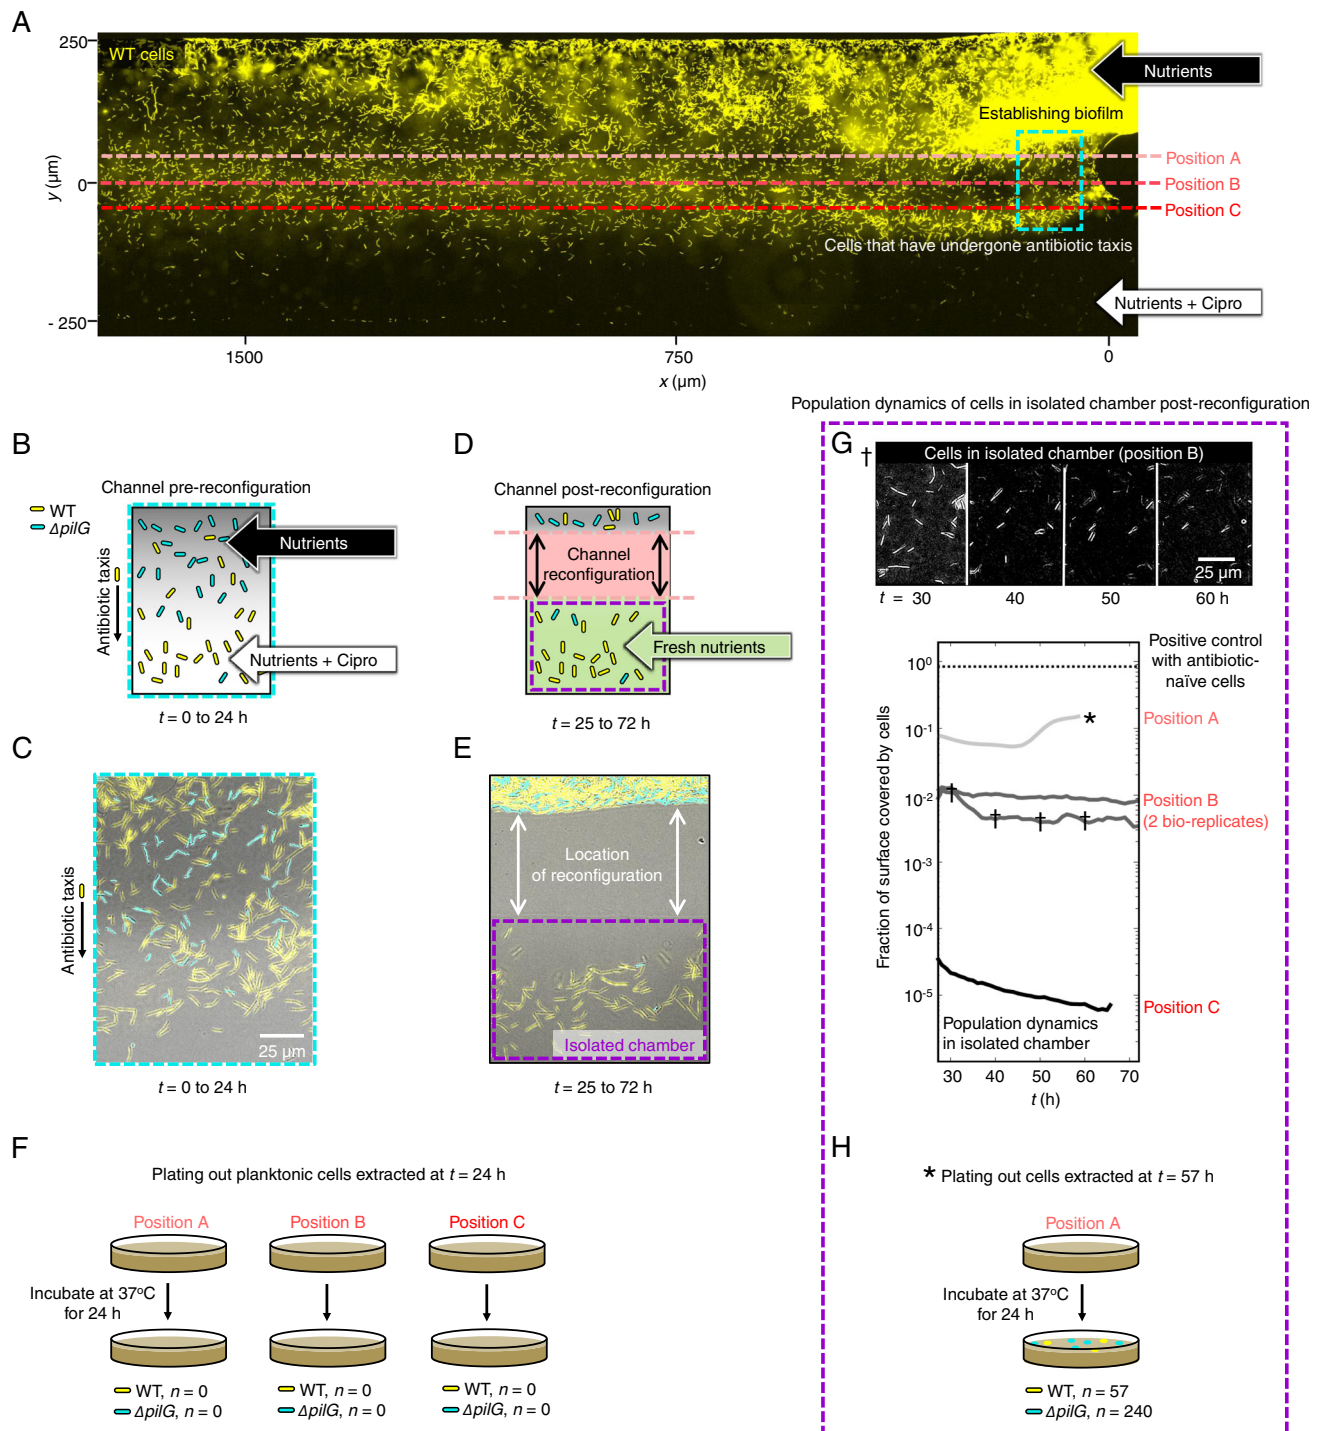 A
250
WT cells
Nutrients
Establishing biofilm
Position A
y (µm)
0
Position B
Position C
Cells that have undergone antibiotic taxis
Nutrients + Cipro
- 250
1500
750
0
x (µm)
B
Channel pre-reconfiguration
WT
ΔpilG
Nutrients
Antibiotic taxis
Nutrients + Cipro
t = 0 to 24 h
C
Antibiotic taxis
25 µm
t = 0 to 24 h
D
Channel post-reconfiguration
Channel
reconfiguration
Fresh nutrients
t = 25 to 72 h
E
Location
of reconfiguration
Isolated chamber
t = 25 to 72 h
F
Plating out planktonic cells extracted at t = 24 h
Position A
Position B
Position C
Incubate at 37ºC
for 24 h
WT, n = 0
ΔpilG, n = 0
WT, n = 0
ΔpilG, n = 0
WT, n = 0
ΔpilG, n = 0
Population dynamics of cells in isolated chamber post-reconfiguration
G
†
Cells in isolated chamber (position B)
25 µm
t = 30
40
50
60 h
Positive control
with antibiotic-
naïve cells
10⁰
10⁻¹
10⁻²
10⁻³
10⁻⁴
10⁻⁵
Fraction of surface covered by cells
*
Position A
† † † †
Position B
(2 bio-replicates)
Position C
Population dynamics
in isolated chamber
30
40
50
60
70
t (h)
H
* Plating out cells extracted at t = 57 h
Position A
Incubate at 37ºC
for 24 h
WT, n = 57
ΔpilG, n = 240